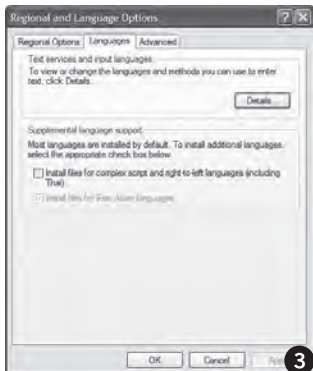 Regional and Language Options
Regional Options Languages Advanced
Text services and input languages
To view or change the languages and methods you can use to enter
text, click Details.
Details...
Supplemental language support
Most languages are installed by default. To install additional languages,
select the appropriate check box below.
Install files for complex script and right-to-left languages (including
Thai)
Install files for East Asian languages
OK Cancel
3